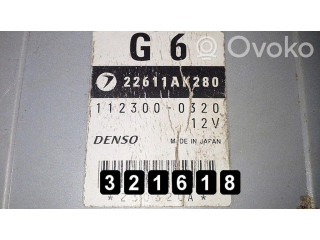 Ovoko
G 6
22611AK280
112300-0320
12V
DENSO MADE IN JAPAN
321618